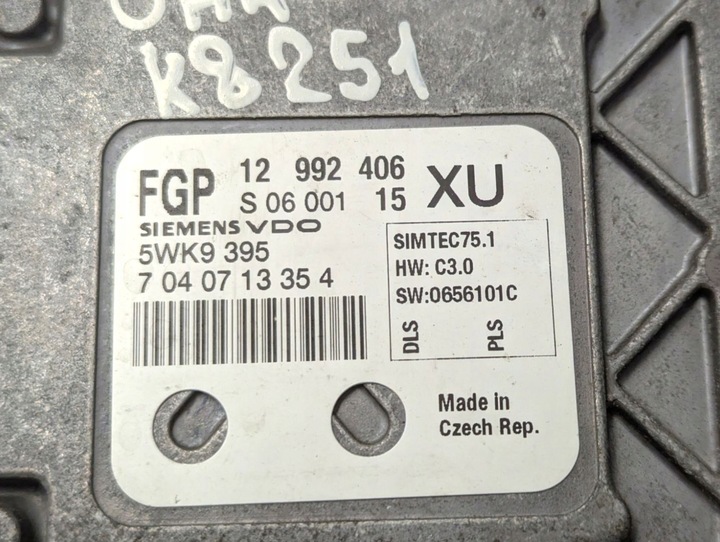 K8251
FGP 12 992 406 XU
S 06 001 15
SIEMENS VDO
5WK9 395
7 04 07 13 35 4
SIMTEC75.1
HW: C3.0
SW:0656101C
DLS PLS
Made in
Czech Rep.